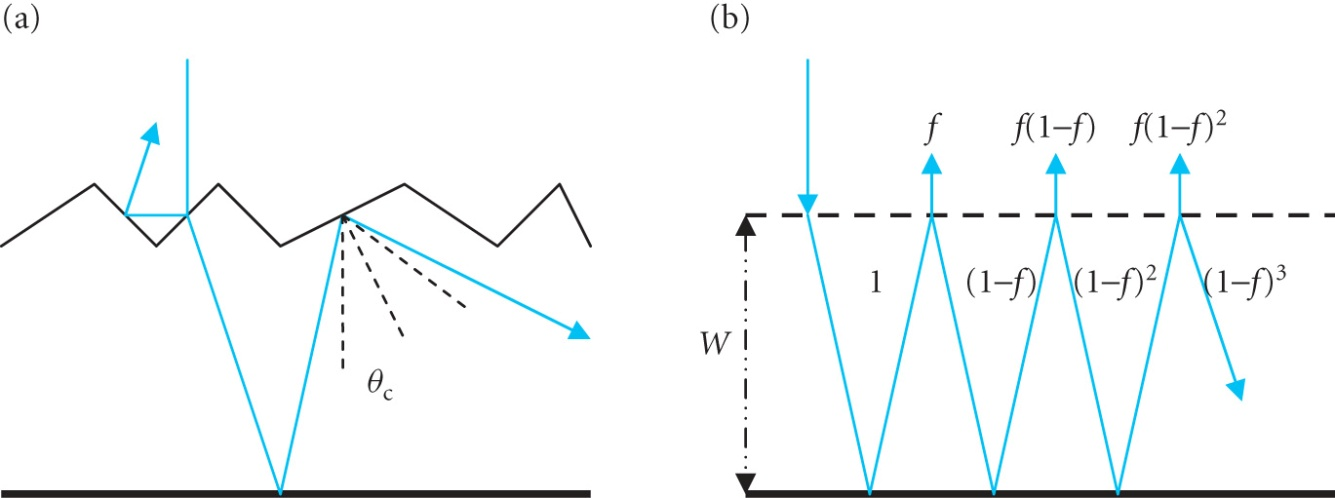 (a)
θc
(b)
f f(1–f) f(1–f)²
1 (1–f) (1–f)² (1–f)³
W